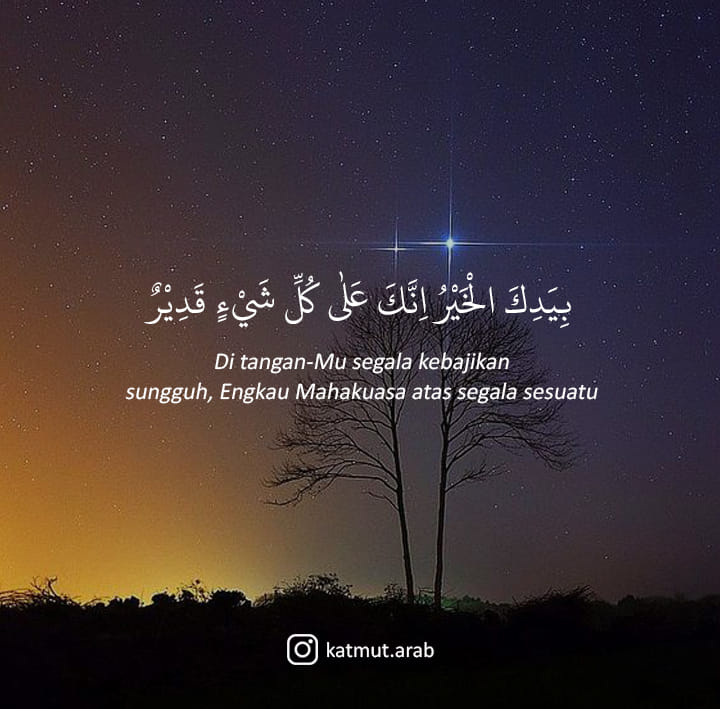 بِيَدِكَ الْخَيْرُ اِنَّكَ عَلٰى كُلِّ شَيْءٍ قَدِيْرٌ
Di tangan-Mu segala kebajikan
sungguh, Engkau Mahakuasa atas segala sesuatu
katmut.arab